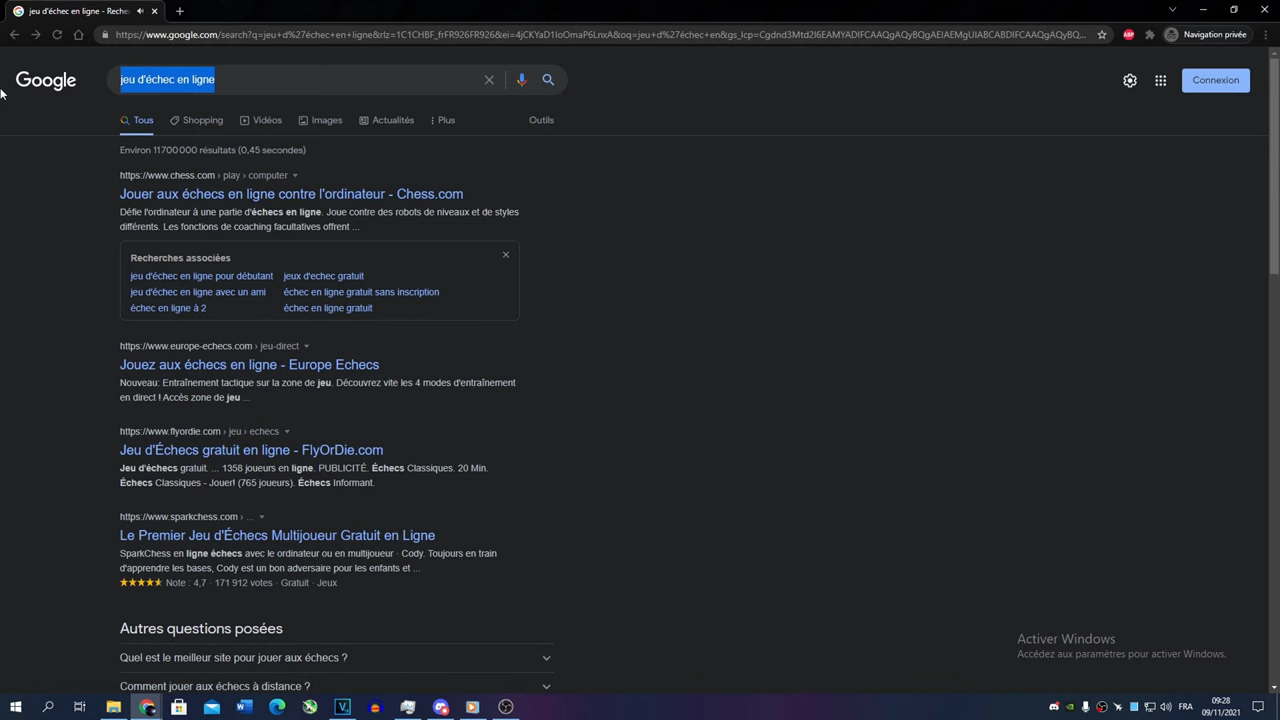 jeu d'échec en ligne - Reche
https://www.google.com/search?q=jeu+d%27échec+en+ligne&rlz=1C1CHBF_frFR926FR926&ei=4jCKYaD1IoOmaP6LnxA&oq=jeu+d%27échec+en&gs_lcp=Cgdnd3Mtd2l6EAMYADIFCAAQgAQyBQgAEIAEMgUIABCABDIFCAAQgAQyBQgAEIAEMgUIABCABDIFCAAQgAQyBQgAEIAEMgUIABCABDIFCAAQgAQ...
ABP
Navigation privée
Google
jeu d'échec en ligne
Connexion
Tous
Shopping
Vidéos
Images
Actualités
Plus
Outils
Environ 11 700 000 résultats (0,45 secondes)
https://www.chess.com › play › computer
Jouer aux échecs en ligne contre l'ordinateur - Chess.com
Défie l'ordinateur à une partie d'échecs en ligne. Joue contre des robots de niveaux et de styles
différents. Les fonctions de coaching facultatives offrent ...
Recherches associées
jeu d'échec en ligne pour débutant jeux d'echec gratuit
jeu d'échec en ligne avec un ami échec en ligne gratuit sans inscription
échec en ligne à 2 échec en ligne gratuit
https://www.europe-echecs.com › jeu-direct
Jouez aux échecs en ligne - Europe Echecs
Nouveau: Entraînement tactique sur la zone de jeu. Découvrez vite les 4 modes d'entraînement
en direct ! Accès zone de jeu ...
https://www.flyordie.com › jeu › echecs
Jeu d'Échecs gratuit en ligne - FlyOrDie.com
Jeu d'échecs gratuit. ... 1358 joueurs en ligne. PUBLICITÉ. Échecs Classiques. 20 Min.
Échecs Classiques - Jouer! (765 joueurs). Échecs Informant.
https://www.sparkchess.com › ...
Le Premier Jeu d'Échecs Multijoueur Gratuit en Ligne
SparkChess en ligne échecs avec le ordinateur ou en multijoueur · Cody. Toujours en train
d'apprendre les bases, Cody est un bon adversaire pour les enfants et ...
Note : 4,7 · 171 912 votes · Gratuit · Jeux
Autres questions posées
Quel est le meilleur site pour jouer aux échecs ?
Comment jouer aux échecs à distance ?
Activer Windows
Accédez aux paramètres pour activer Windows.
FRA
09:28
09/11/2021